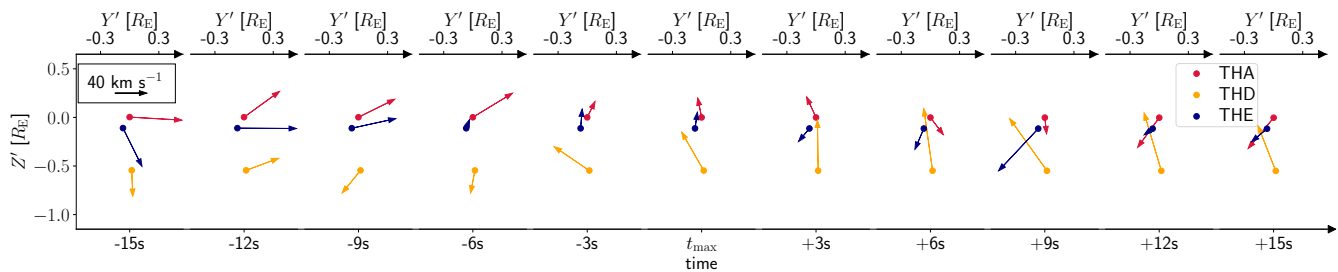 Y′ [R_E] Y′ [R_E] Y′ [R_E] Y′ [R_E] Y′ [R_E] Y′ [R_E] Y′ [R_E] Y′ [R_E] Y′ [R_E] Y′ [R_E] Y′ [R_E]
-0.3 0.3 -0.3 0.3 -0.3 0.3 -0.3 0.3 -0.3 0.3 -0.3 0.3 -0.3 0.3 -0.3 0.3 -0.3 0.3 -0.3 0.3 -0.3 0.3
0.5
40 km s⁻¹
THA
THD
THE
0.0
−0.5
−1.0
Z′ [R_E]
-15s -12s -9s -6s -3s t_max +3s +6s +9s +12s +15s
time